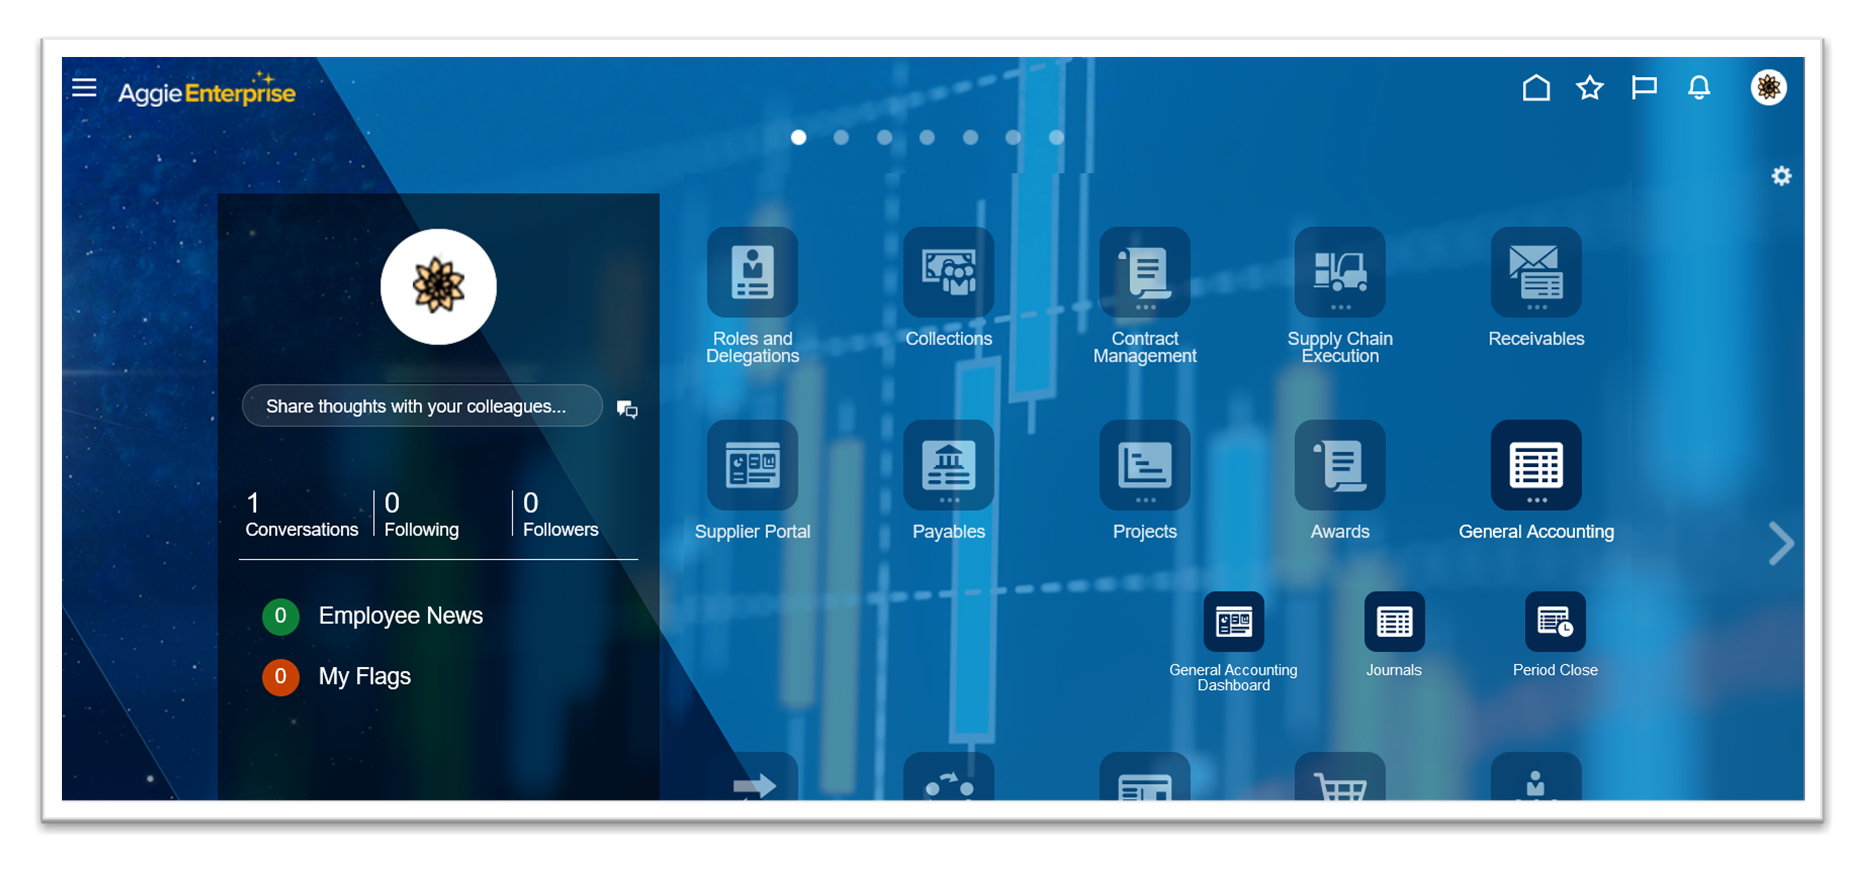 Aggie Enterprise
Roles and
Delegations
Collections
Contract
Management
Supply Chain
Execution
Receivables
Share thoughts with your colleagues...
Supplier Portal
Payables
Projects
Awards
General Accounting
1
Conversations
0
Following
0
Followers
0 Employee News
0 My Flags
General Accounting
Dashboard
Journals
Period Close